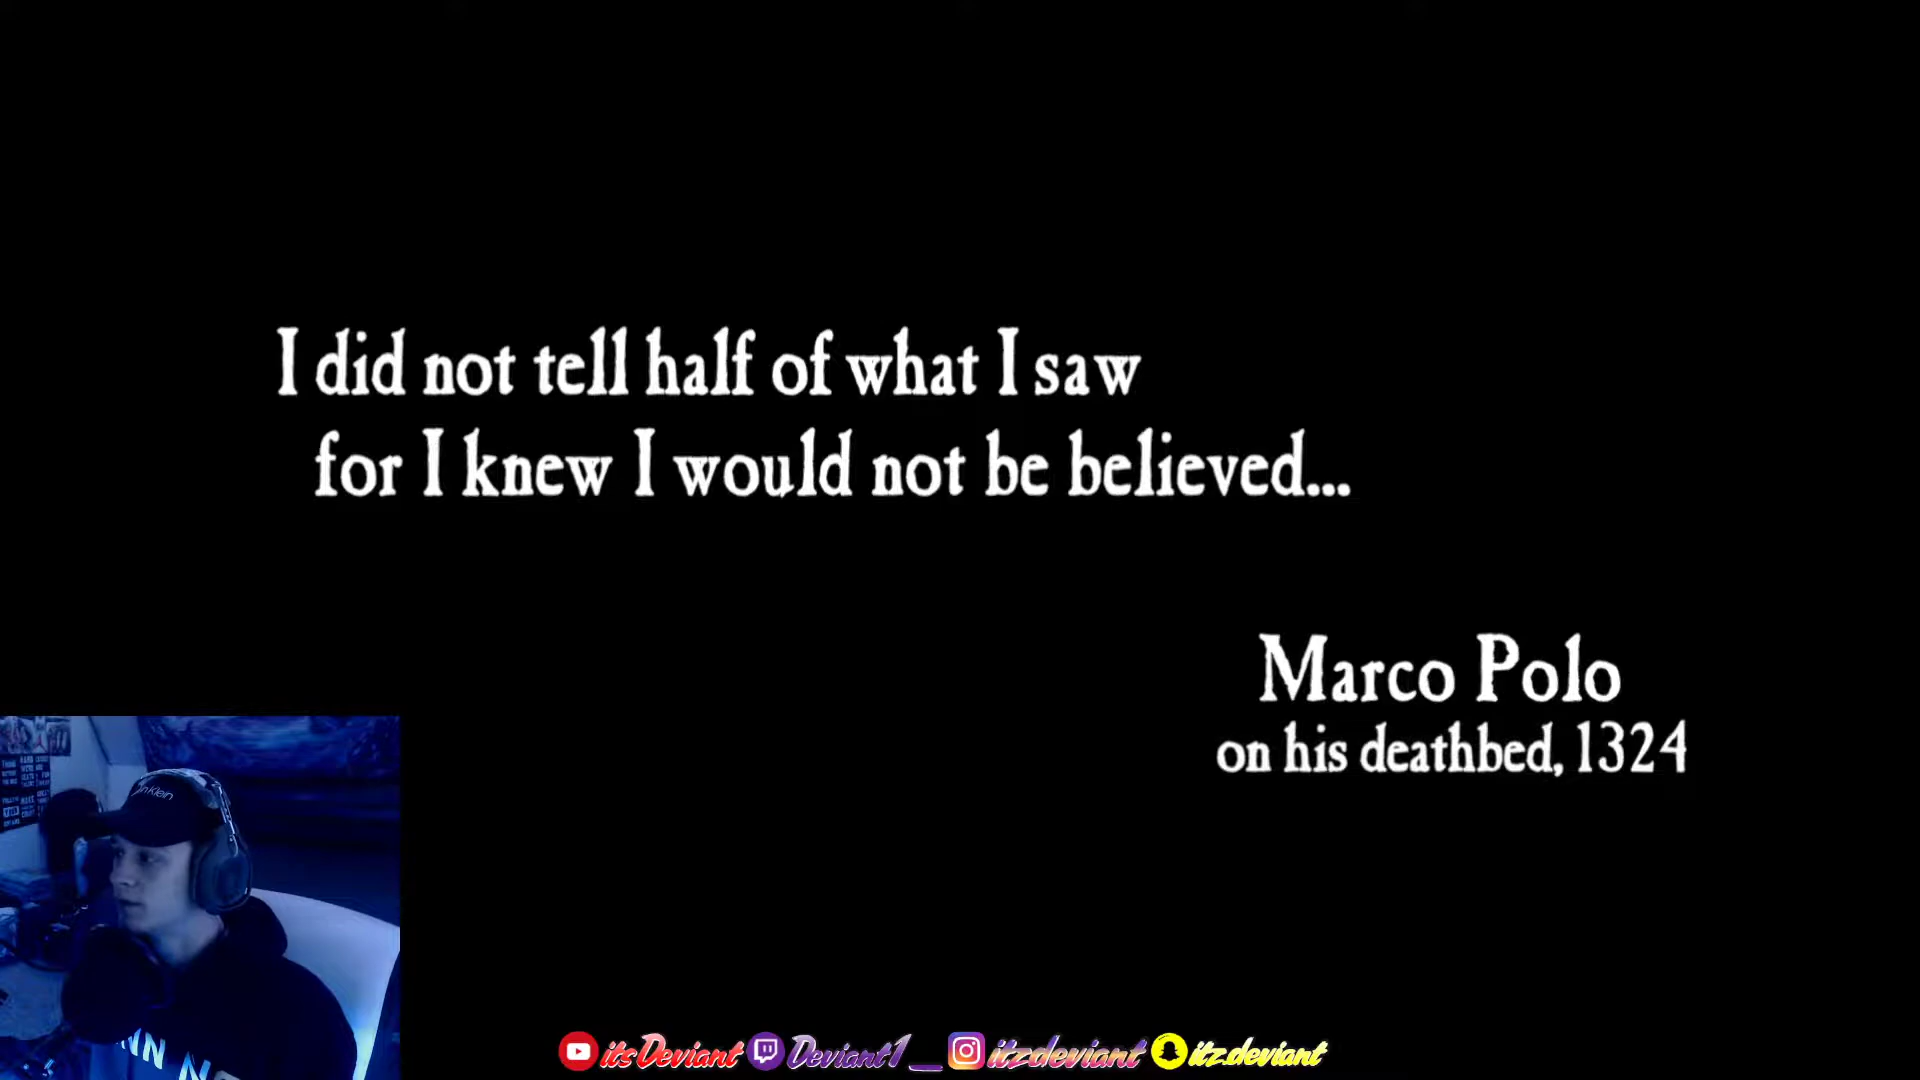 I did not tell half of what I saw
for I knew I would not be believed...
Marco Polo
on his deathbed, 1324
itsDeviant Deviant1__ itzdeviant itz.deviant